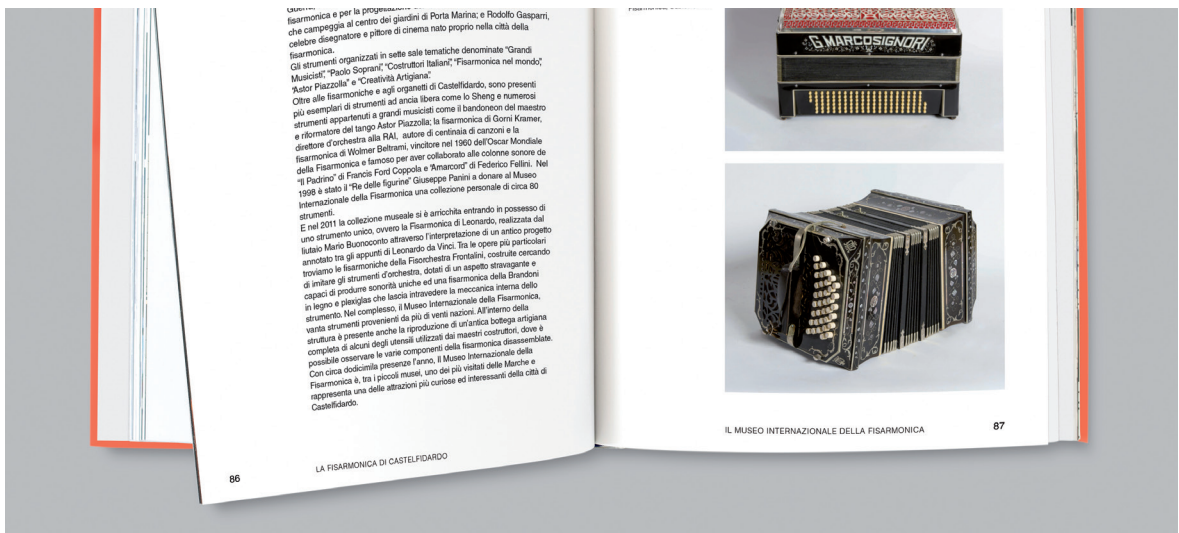 fisarmonica e per la progettazione
che campeggia al centro dei giardini di Porta Marina; e Rodolfo Gasparri,
celebre disegnatore e pittore di cinema nato proprio nella città della
fisarmonica.
Gli strumenti organizzati in sette sale tematiche denominate “Grandi
Musicisti”, “Paolo Soprani”, “Costruttori Italiani”, “Fisarmonica nel mondo”,
“Astor Piazzolla” e “Creatività Artigiana”.
Oltre alle fisarmoniche e agli organetti di Castelfidardo, sono presenti
più esemplari di strumenti ad ancia libera come lo Sheng e numerosi
strumenti appartenuti a grandi musicisti come il bandoneon del maestro
e riformatore del tango Astor Piazzolla; la fisarmonica di Gorni Kramer,
direttore d’orchestra alla RAI, autore di centinaia di canzoni e la
fisarmonica di Wolmer Beltrami, vincitore nel 1960 dell’Oscar Mondiale
della Fisarmonica e famoso per aver collaborato alle colonne sonore de
“Il Padrino” di Francis Ford Coppola e “Amarcord” di Federico Fellini. Nel
1998 è stato il “Re delle figurine” Giuseppe Panini a donare al Museo
Internazionale della Fisarmonica una collezione personale di circa 80
strumenti.
E nel 2011 la collezione museale si è arricchita entrando in possesso di
uno strumento unico, ovvero la Fisarmonica di Leonardo, realizzata dal
liutaio Mario Buonoconto attraverso l’interpretazione di un antico progetto
annotato tra gli appunti di Leonardo da Vinci. Tra le opere più particolari
troviamo le fisarmoniche della Fisorchestra Frontalini, costruite cercando
di imitare gli strumenti d’orchestra, dotati di un aspetto stravagante e
capaci di produrre sonorità uniche ed una fisarmonica della Brandoni
in legno e plexiglas che lascia intravedere la meccanica interna dello
strumento. Nel complesso, il Museo Internazionale della Fisarmonica,
vanta strumenti provenienti da più di venti nazioni. All’interno della
struttura è presente anche la riproduzione di un’antica bottega artigiana
completa di alcuni degli utensili utilizzati dai maestri costruttori, dove è
possibile osservare le varie componenti della fisarmonica disassemblate.
Con circa dodicimila presenze l’anno, Il Museo Internazionale della
Fisarmonica è, tra i piccoli musei, uno dei più visitati delle Marche e
rappresenta una delle attrazioni più curiose ed interessanti della città di
Castelfidardo.
86
LA FISARMONICA DI CASTELFIDARDO
G. MARCOSIGNORI
IL MUSEO INTERNAZIONALE DELLA FISARMONICA
87